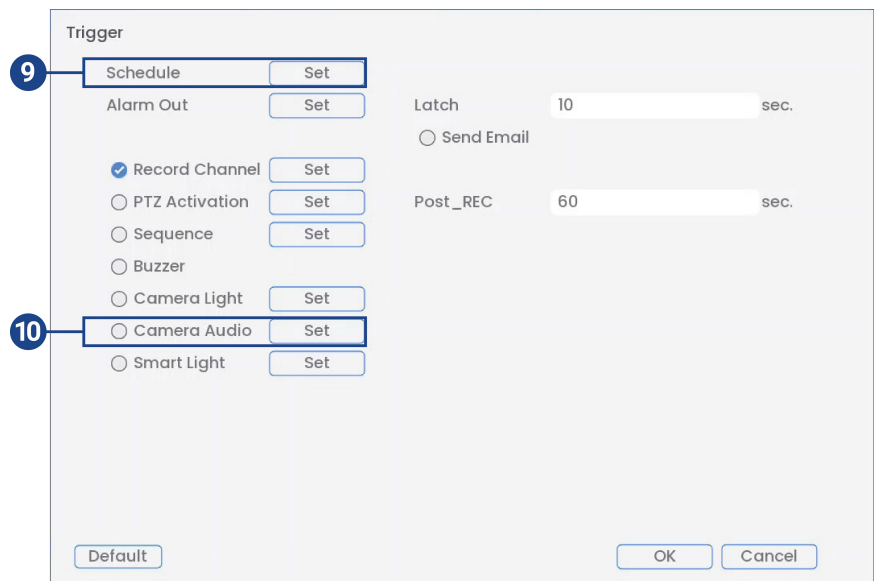 Trigger
9 Schedule Set
Alarm Out Set Latch 10 sec.
Send Email
Record Channel Set
PTZ Activation Set Post_REC 60 sec.
Sequence Set
Buzzer
Camera Light Set
10 Camera Audio Set
Smart Light Set
Default OK Cancel